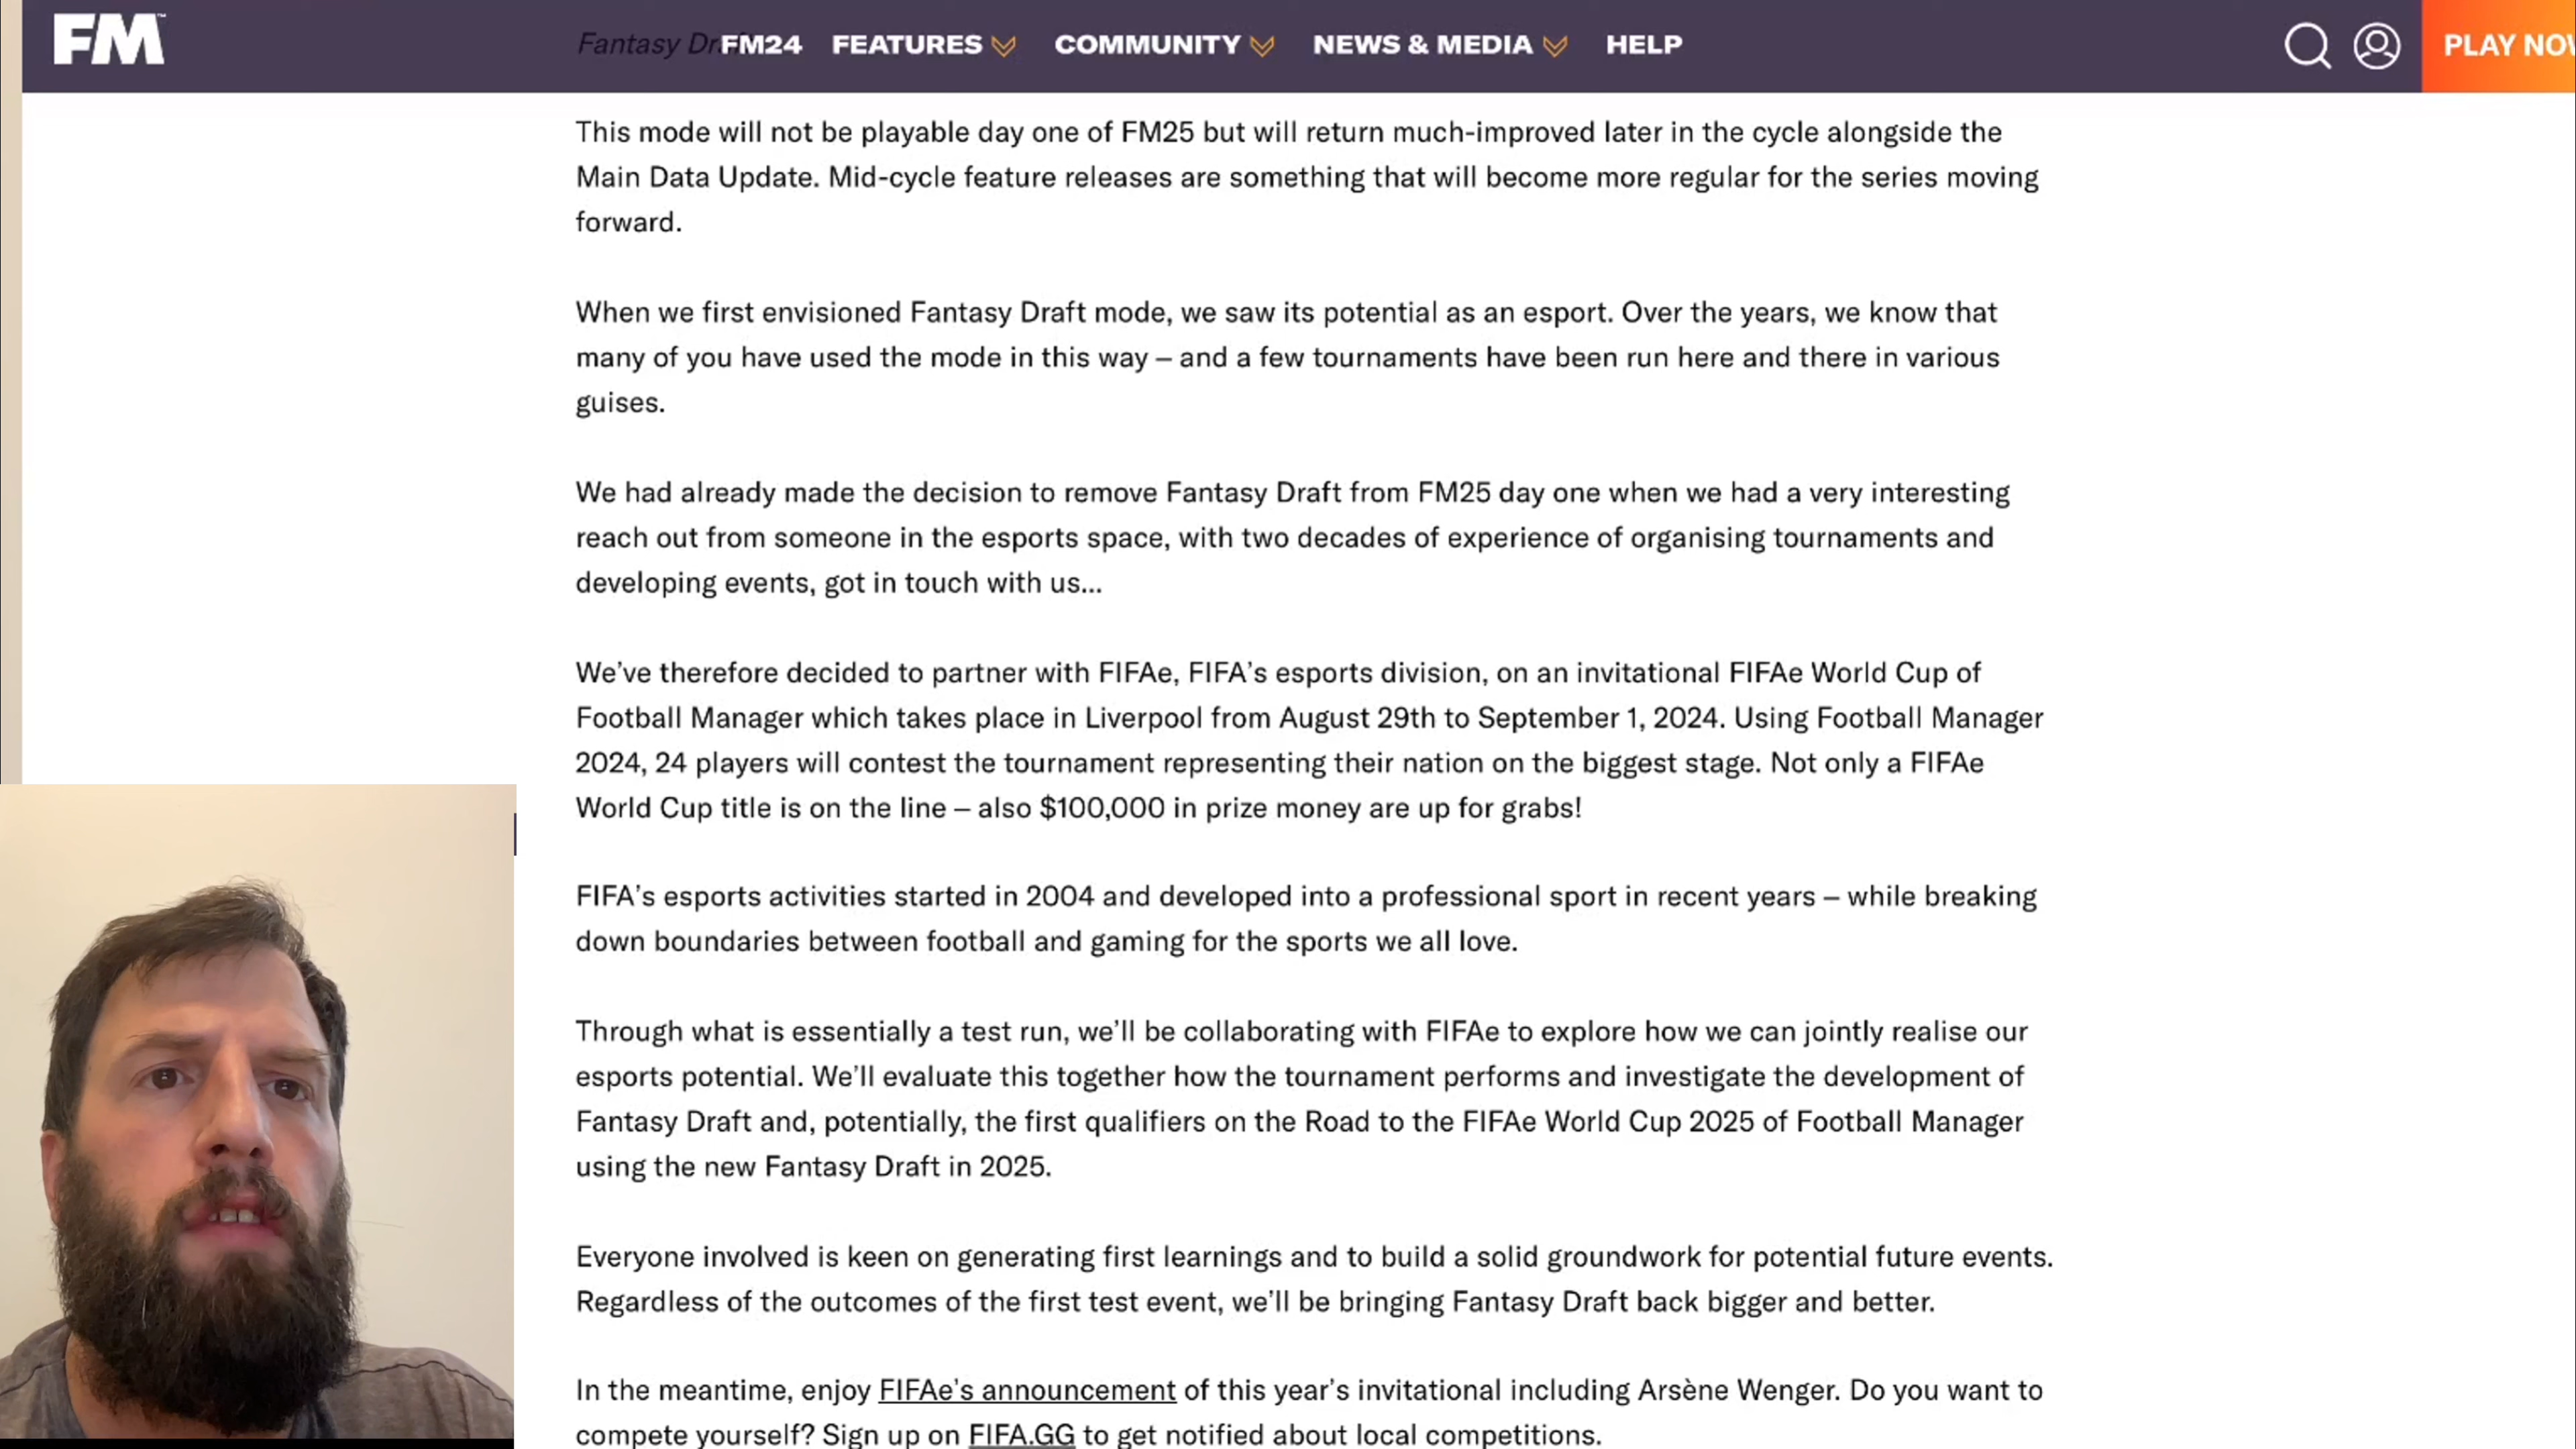 FM
Fantasy Dr
FM24 FEATURES COMMUNITY NEWS & MEDIA HELP
PLAY NOW
This mode will not be playable day one of FM25 but will return much-improved later in the cycle alongside the
Main Data Update. Mid-cycle feature releases are something that will become more regular for the series moving
forward.
When we first envisioned Fantasy Draft mode, we saw its potential as an esport. Over the years, we know that
many of you have used the mode in this way – and a few tournaments have been run here and there in various
guises.
We had already made the decision to remove Fantasy Draft from FM25 day one when we had a very interesting
reach out from someone in the esports space, with two decades of experience of organising tournaments and
developing events, got in touch with us...
We’ve therefore decided to partner with FIFAe, FIFA’s esports division, on an invitational FIFAe World Cup of
Football Manager which takes place in Liverpool from August 29th to September 1, 2024. Using Football Manager
2024, 24 players will contest the tournament representing their nation on the biggest stage. Not only a FIFAe
World Cup title is on the line – also $100,000 in prize money are up for grabs!
FIFA’s esports activities started in 2004 and developed into a professional sport in recent years – while breaking
down boundaries between football and gaming for the sports we all love.
Through what is essentially a test run, we’ll be collaborating with FIFAe to explore how we can jointly realise our
esports potential. We’ll evaluate this together how the tournament performs and investigate the development of
Fantasy Draft and, potentially, the first qualifiers on the Road to the FIFAe World Cup 2025 of Football Manager
using the new Fantasy Draft in 2025.
Everyone involved is keen on generating first learnings and to build a solid groundwork for potential future events.
Regardless of the outcomes of the first test event, we’ll be bringing Fantasy Draft back bigger and better.
In the meantime, enjoy FIFAe’s announcement of this year’s invitational including Arsène Wenger. Do you want to
compete yourself? Sign up on FIFA.GG to get notified about local competitions.